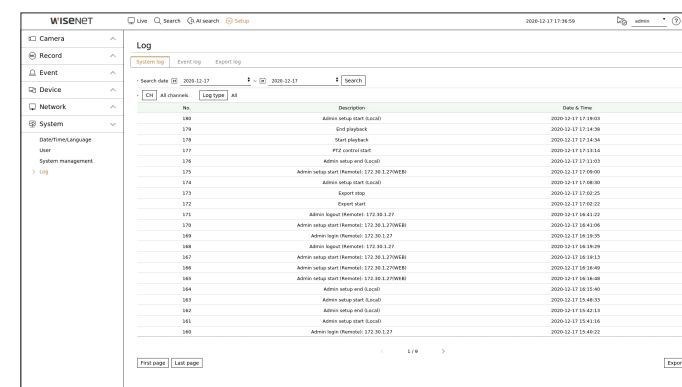 WISENET
Live Search AI search Setup 2020-12-17 17:36:59 admin ?
Camera
Record
Event
Device
Network
System
Date/Time/Language
User
System management
> Log
Log
System log Event log Export log
Search date 2020-12-17 ~ 2020-12-17 Search
CH All channels Log type All
No. Description Date & Time
180 Admin setup start (Local) 2020-12-17 17:19:03
179 End playback 2020-12-17 17:14:38
178 Start playback 2020-12-17 17:14:34
177 PTZ control start 2020-12-17 17:13:14
176 Admin setup end (Local) 2020-12-17 17:11:03
175 Admin setup start (Remote): 172.30.1.27(WEB) 2020-12-17 17:09:00
174 Admin setup start (Local) 2020-12-17 17:08:30
173 Export stop 2020-12-17 17:02:25
172 Export start 2020-12-17 17:02:22
171 Admin logout (Remote): 172.30.1.27 2020-12-17 16:41:22
170 Admin setup start (Remote): 172.30.1.27(WEB) 2020-12-17 16:41:06
169 Admin login (Remote): 172.30.1.27 2020-12-17 16:19:35
168 Admin logout (Remote): 172.30.1.27 2020-12-17 16:19:29
167 Admin setup start (Remote): 172.30.1.27(WEB) 2020-12-17 16:19:13
166 Admin setup start (Remote): 172.30.1.27(WEB) 2020-12-17 16:16:49
165 Admin setup start (Remote): 172.30.1.27(WEB) 2020-12-17 16:16:48
164 Admin setup end (Local) 2020-12-17 16:15:40
163 Admin setup start (Local) 2020-12-17 15:48:33
162 Admin setup end (Local) 2020-12-17 15:42:13
161 Admin setup start (Local) 2020-12-17 15:41:16
160 Admin login (Remote): 172.30.1.27 2020-12-17 15:40:22
< 1 / 9 >
First page Last page Expor